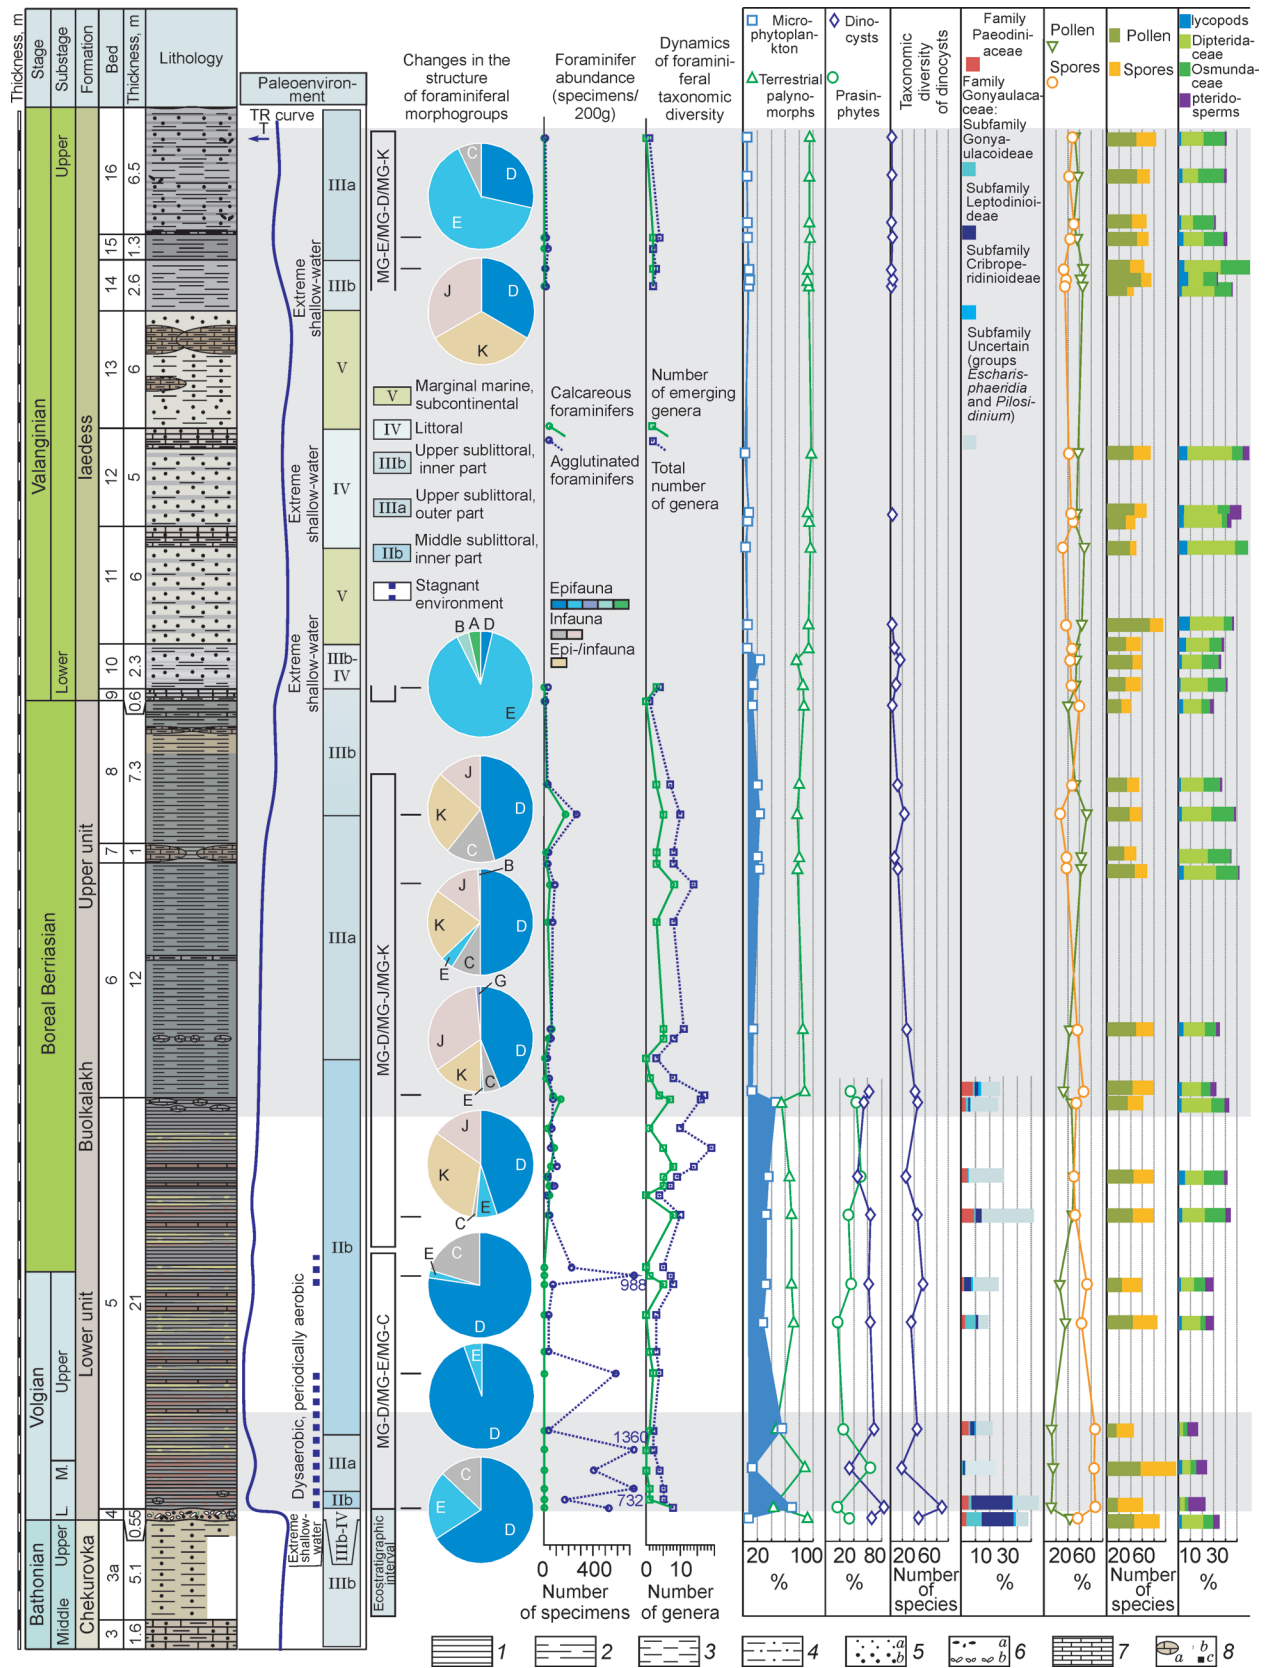 Thickness, m
Stage
Substage
Formation
Bed
Thickness, m
Lithology
Paleoenviron-
ment
TR curve
T
Changes in the
structure
of foraminiferal
morphogroups
Foraminifer
abundance
(specimens/
200g)
Dynamics
of foramini-
feral
taxonomic
diversity
Micro-
phytoplan-
kton
Terrestrial
palyno-
morphs
Dino-
cysts
Prasin-
phytes
Taxonomic
diversity
of dinocysts
Family
Paeodini-
aceae
Family
Gonyaulaca-
ceae:
Subfamily
Gonya-
ulacoideae
Subfamily
Leptodinioi-
deae
Subfamily
Cribrope-
ridinioideae
Subfamily
Uncertain
(groups
Escharis-
phaeridia
and Pilosi-
dinium)
Pollen
Spores
Pollen
Spores
lycopods
Dipterida-
ceae
Osmunda-
ceae
pterido-
sperms
Valanginian
Upper
Lower
Iaedess
16
6.5
15
1.3
14
2.6
13
6
12
5
11
6
10
2.3
9
0.6
Boreal Berriasian
Buolkalakh
Upper unit
8
7.3
7
1
6
12
Lower unit
5
21
Volgian
Upper
M.
L.
4
0.55
Bathonian
Upper
Middle
Chekurovka
3a
5.1
3
1.6
Extreme
shallow-water
Extreme
shallow-water
Extreme
shallow-water
Dysaerobic, periodically aerobic
Extreme
shallow-
water
IIIa
IIIb
V
IV
V
IIIb-
IV
IIIb
IIIa
IIb
IIIa
IIb
IIIb-IV
IIIb
MG-E/MG-D/MG-K
MG-D/MG-J/MG-K
MG-D/MG-E/MG-C
Ecostratigraphic
interval
C
D
E
J
D
K
V
Marginal marine,
subcontinental
IV
Littoral
IIIb
Upper sublittoral,
inner part
IIIa
Upper sublittoral,
outer part
IIb
Middle sublittoral,
inner part
Stagnant
environment
Calcareous
foraminifers
Agglutinated
foraminifers
Number
of emerging
genera
Total
number
of genera
Epifauna
Infauna
Epi-/infauna
B
A
D
E
J
K
D
C
B
J
K
D
E
C
G
J
D
K
C
E
J
K
D
E
C
E
C
D
E
D
C
E
D
988
1360
732
0 400
Number
of specimens
0 10
Number
of genera
20 100
%
20 80
%
20 60
Number
of
species
10 30
%
20 60
%
20 60
Number
of
species
10 30
%
1
2
3
4
a
b
5
a
b
6
7
a
b
c
8